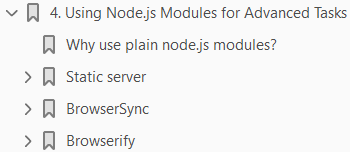 4. Using Node.js Modules for Advanced Tasks
Why use plain node.js modules?
Static server
BrowserSync
Browserify